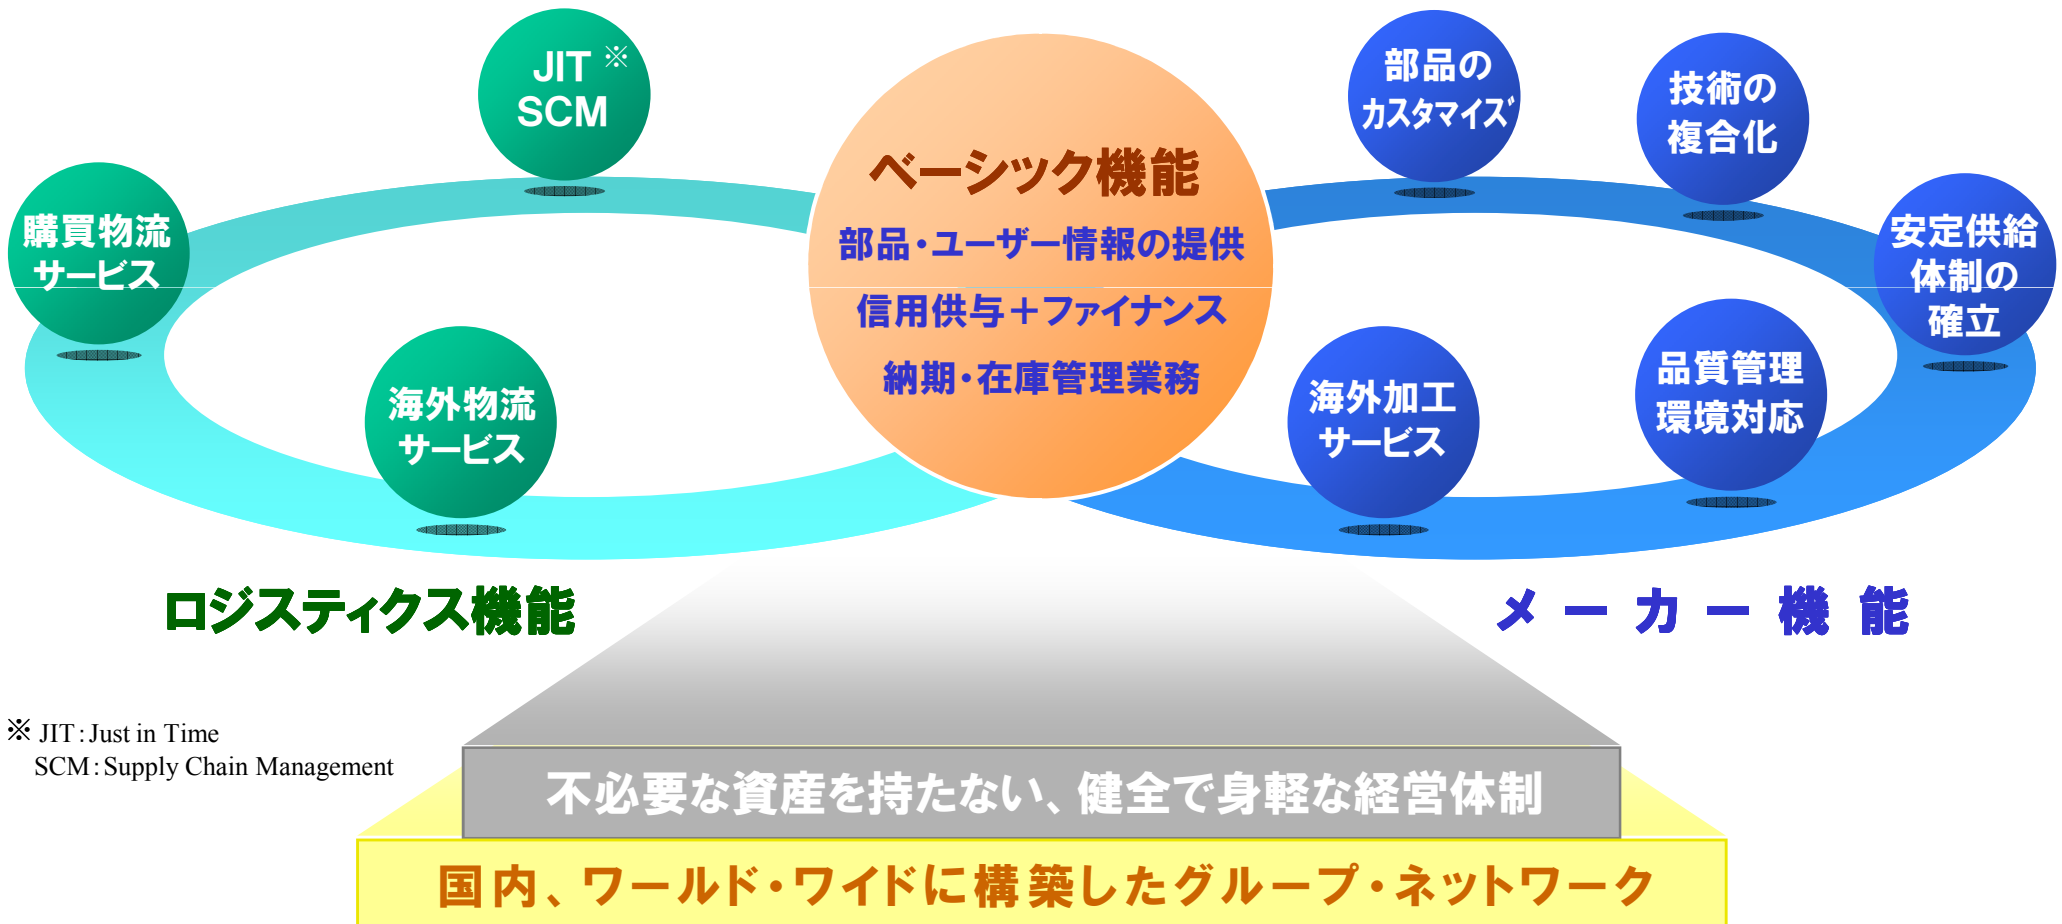 JIT ※
SCM
購買物流
サービス
海外物流
サービス
ベーシック機能
部品・ユーザー情報の提供
信用供与＋ファイナンス
納期・在庫管理業務
部品の
カスタマイズ
技術の
複合化
安定供給
体制の
確立
品質管理
環境対応
海外加工
サービス
ロジスティクス機能
メーカー機能
※ JIT：Just in Time
SCM：Supply Chain Management
不必要な資産を持たない、健全で身軽な経営体制
国内、ワールド・ワイドに構築したグループ・ネットワーク